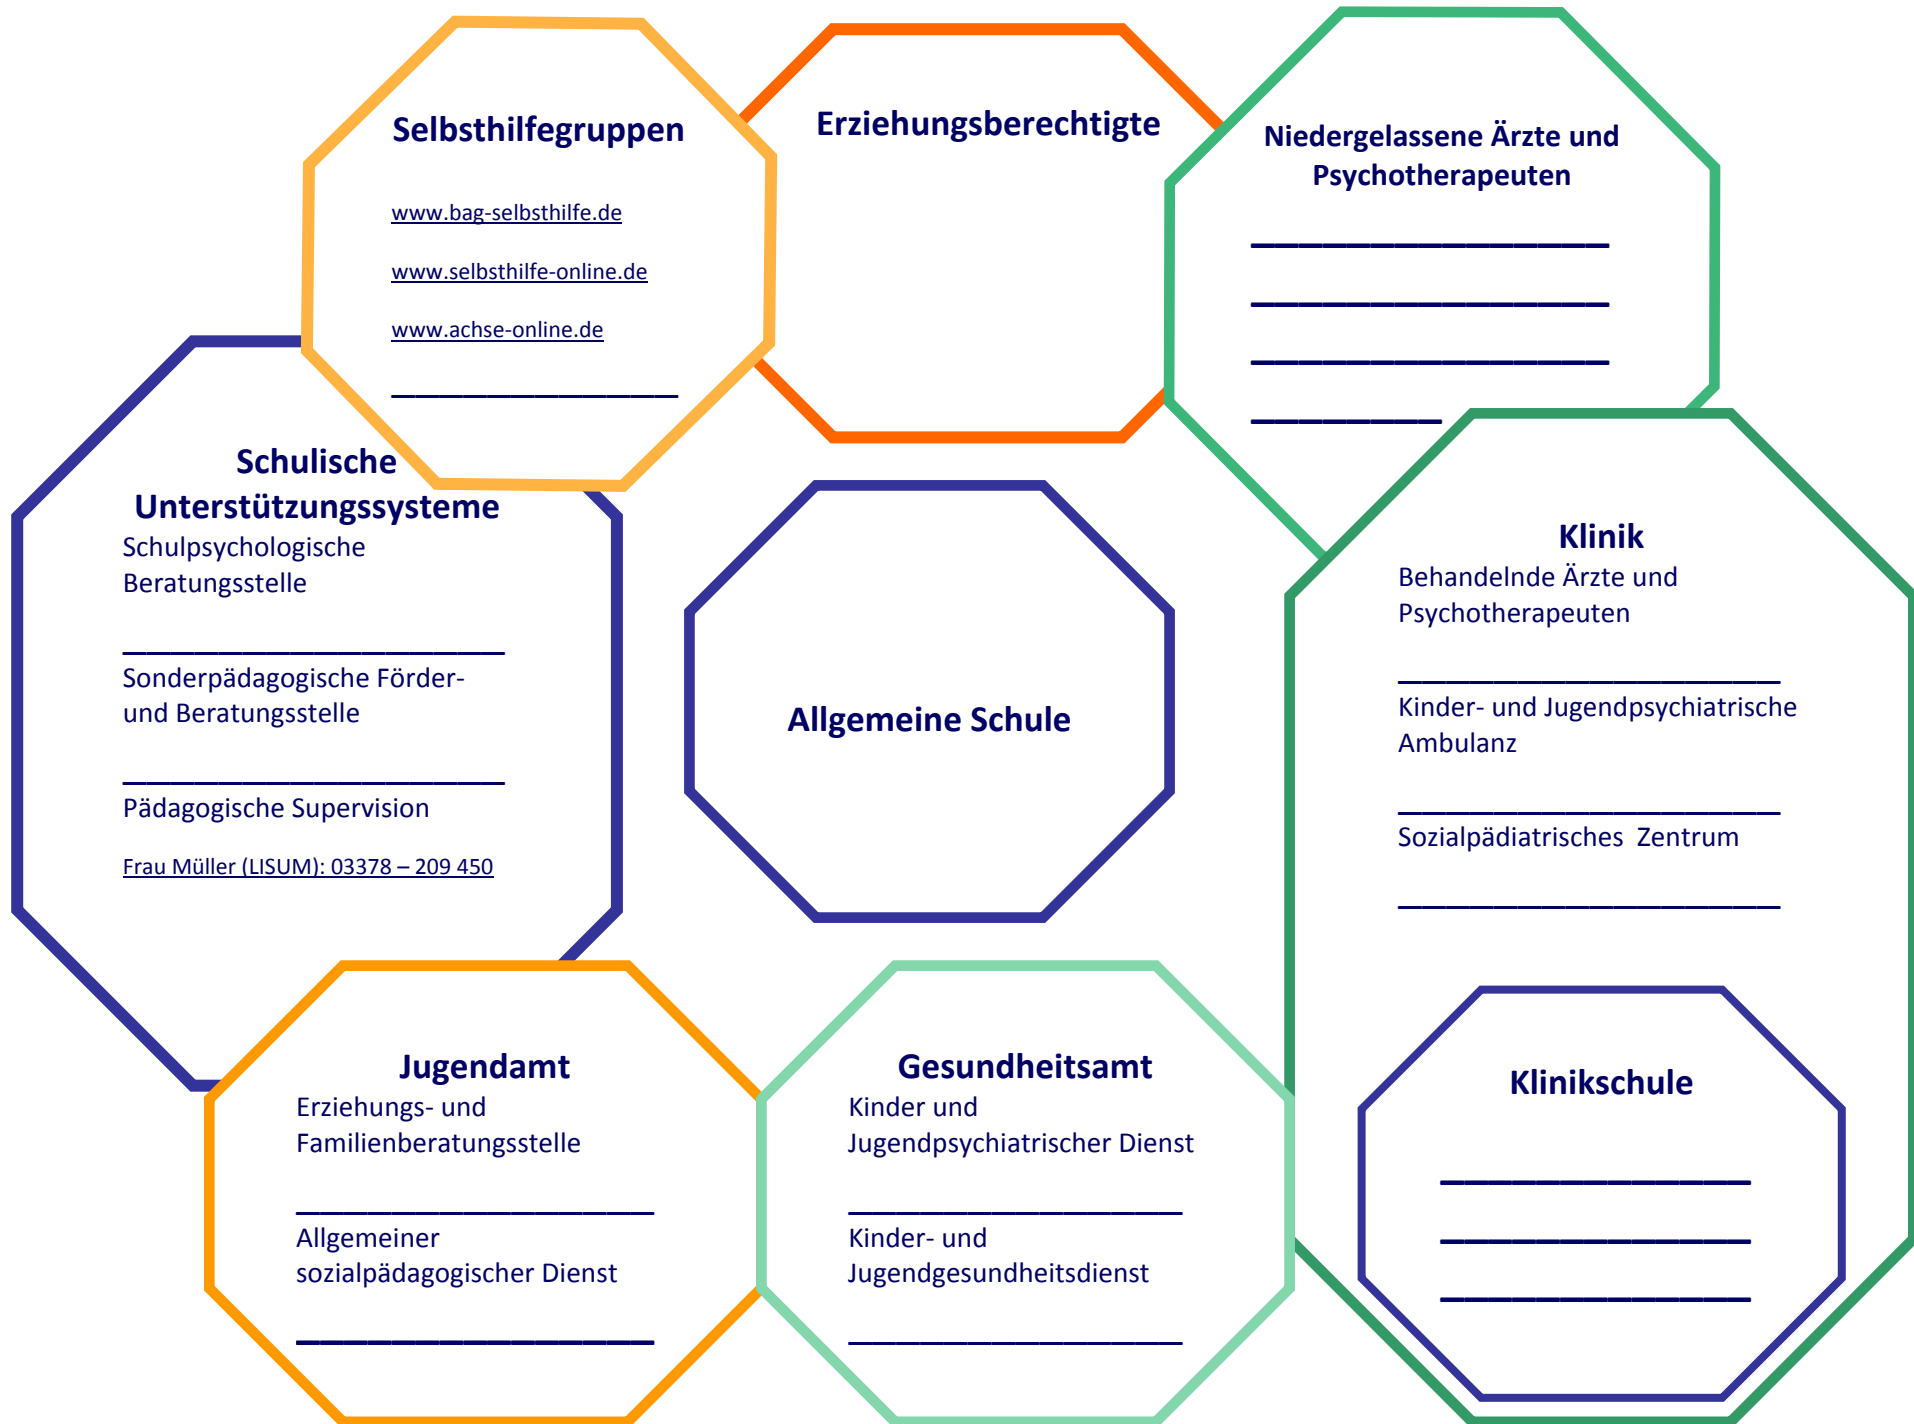 Selbsthilfegruppen
www.bag-selbsthilfe.de
www.selbsthilfe-online.de
www.achse-online.de
Erziehungsberechtigte
Niedergelassene Ärzte und
Psychotherapeuten
Schulische
Unterstützungssysteme
Schulpsychologische
Beratungsstelle
Sonderpädagogische Förder-
und Beratungsstelle
Pädagogische Supervision
Frau Müller (LISUM): 03378 – 209 450
Allgemeine Schule
Klinik
Behandelnde Ärzte und
Psychotherapeuten
Kinder- und Jugendpsychiatrische
Ambulanz
Sozialpädiatrisches  Zentrum
Jugendamt
Erziehungs- und
Familienberatungsstelle
Allgemeiner
sozialpädagogischer Dienst
Gesundheitsamt
Kinder und
Jugendpsychiatrischer Dienst
Kinder- und
Jugendgesundheitsdienst
Klinikschule